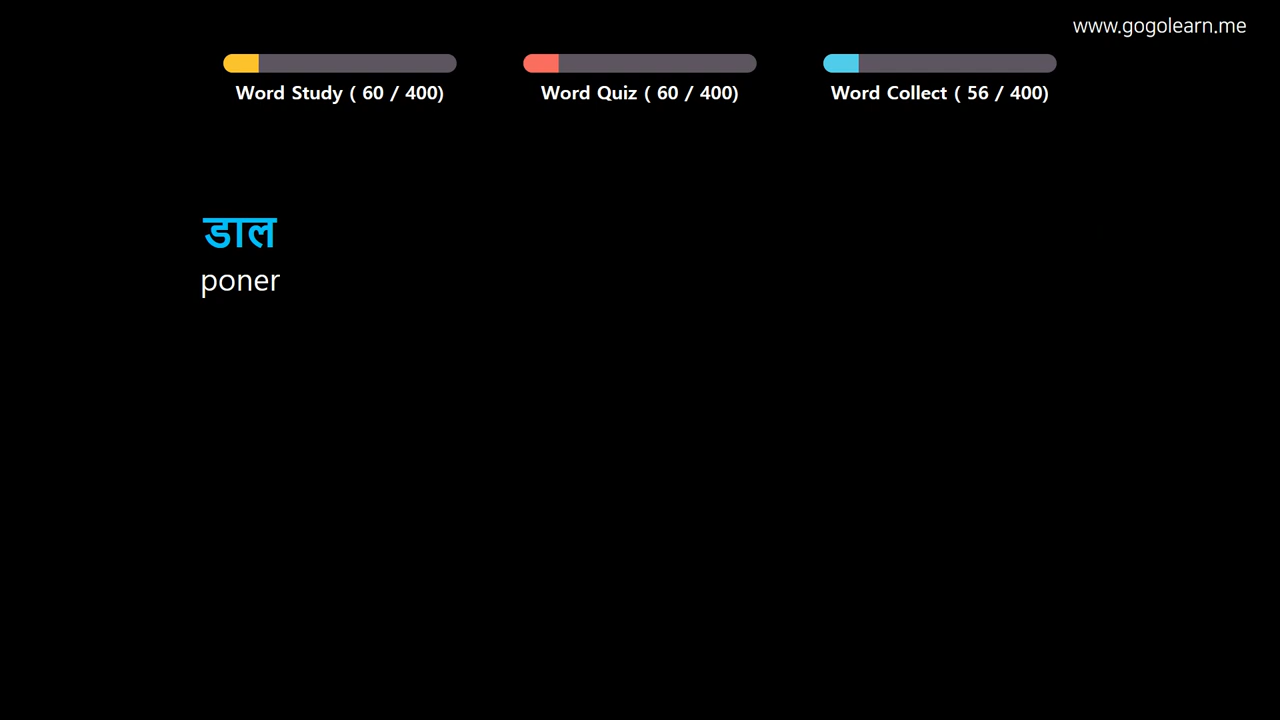 www.gogolearn.me
Word Study ( 60 / 400)
Word Quiz ( 60 / 400)
Word Collect ( 56 / 400)
डाल
poner